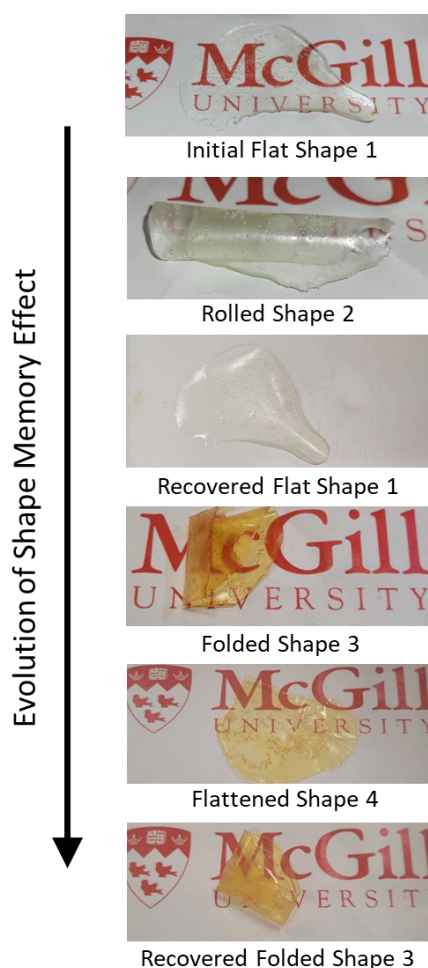 McGill
UNIVERSITY
Initial Flat Shape 1
Rolled Shape 2
Recovered Flat Shape 1
McGill
UNIVERSITY
Folded Shape 3
McGill
UNIVERSITY
Flattened Shape 4
McGill
UNIVERSITY
Recovered Folded Shape 3
Evolution of Shape Memory Effect